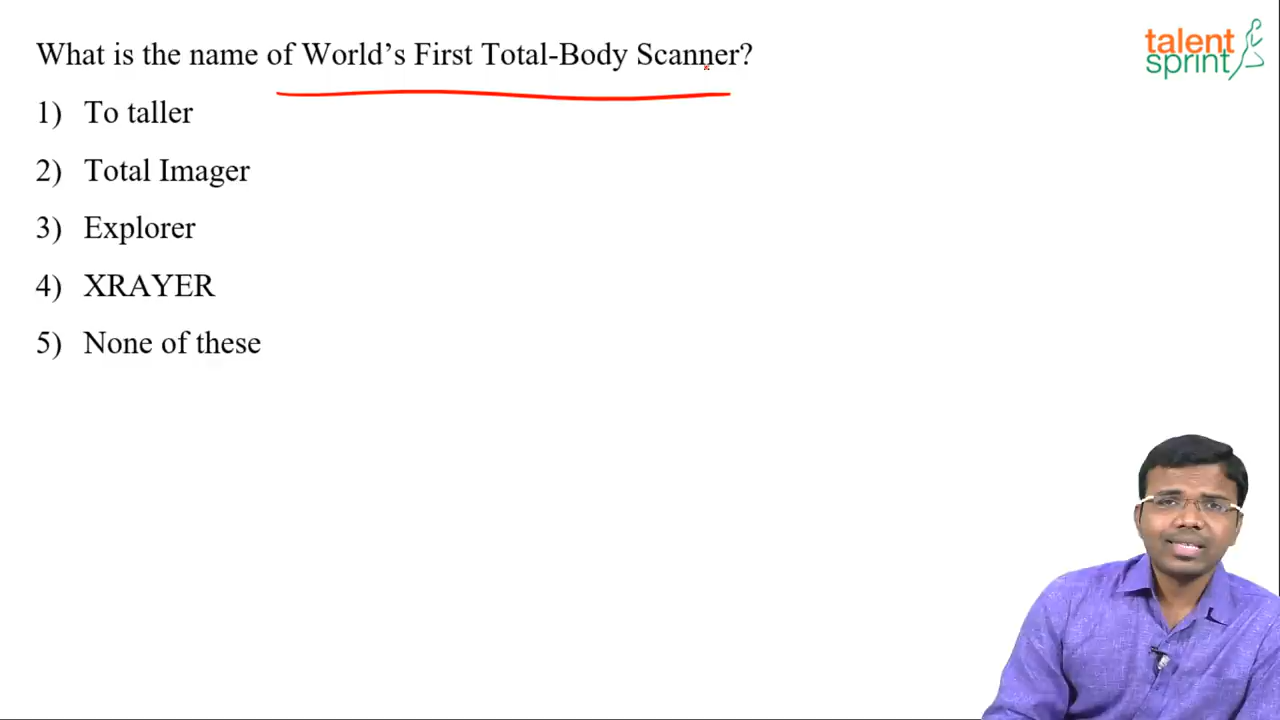 What is the name of World’s First Total-Body Scanner?
talent
sprint
1) To taller
2) Total Imager
3) Explorer
4) XRAYER
5) None of these